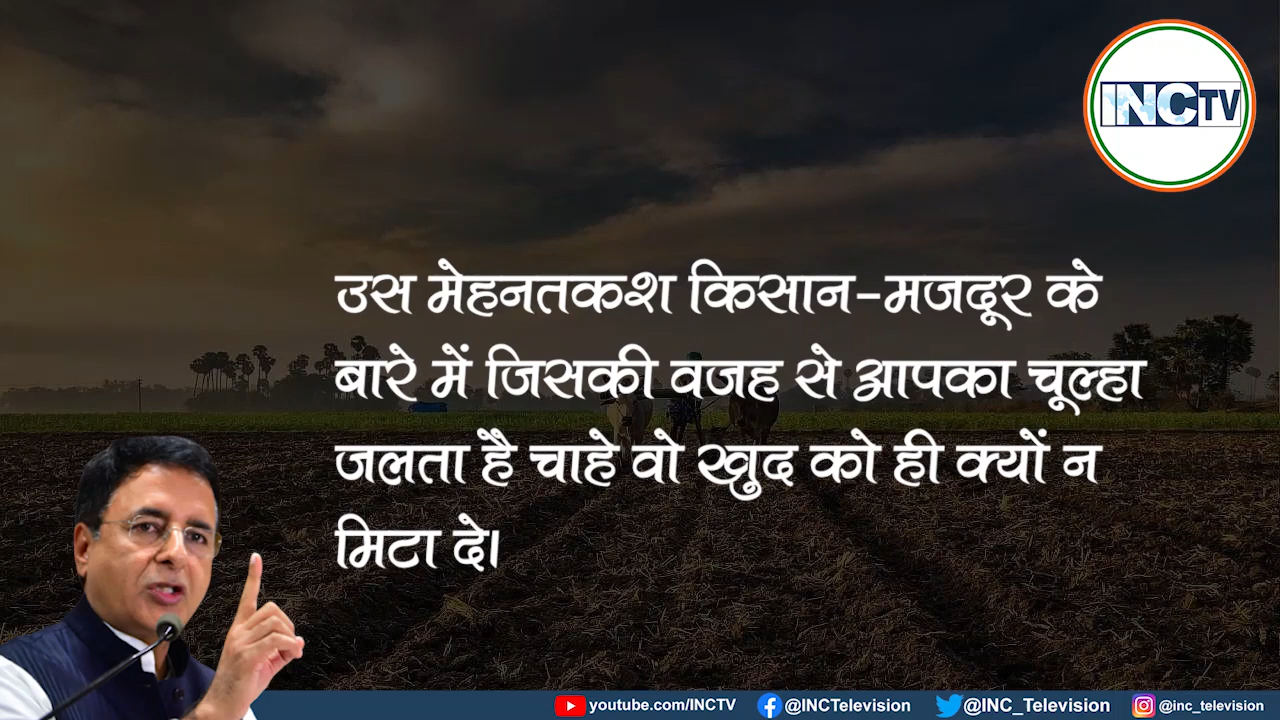 INCTV
उस मेहनतकश किसान-मजदूर के
बारे में जिसकी वजह से आपका चूल्हा
जलता है चाहे वो खुद को ही क्यों न
मिटा दे।
youtube.com/INCTV @INCTelevision @INC_Television @inc_television